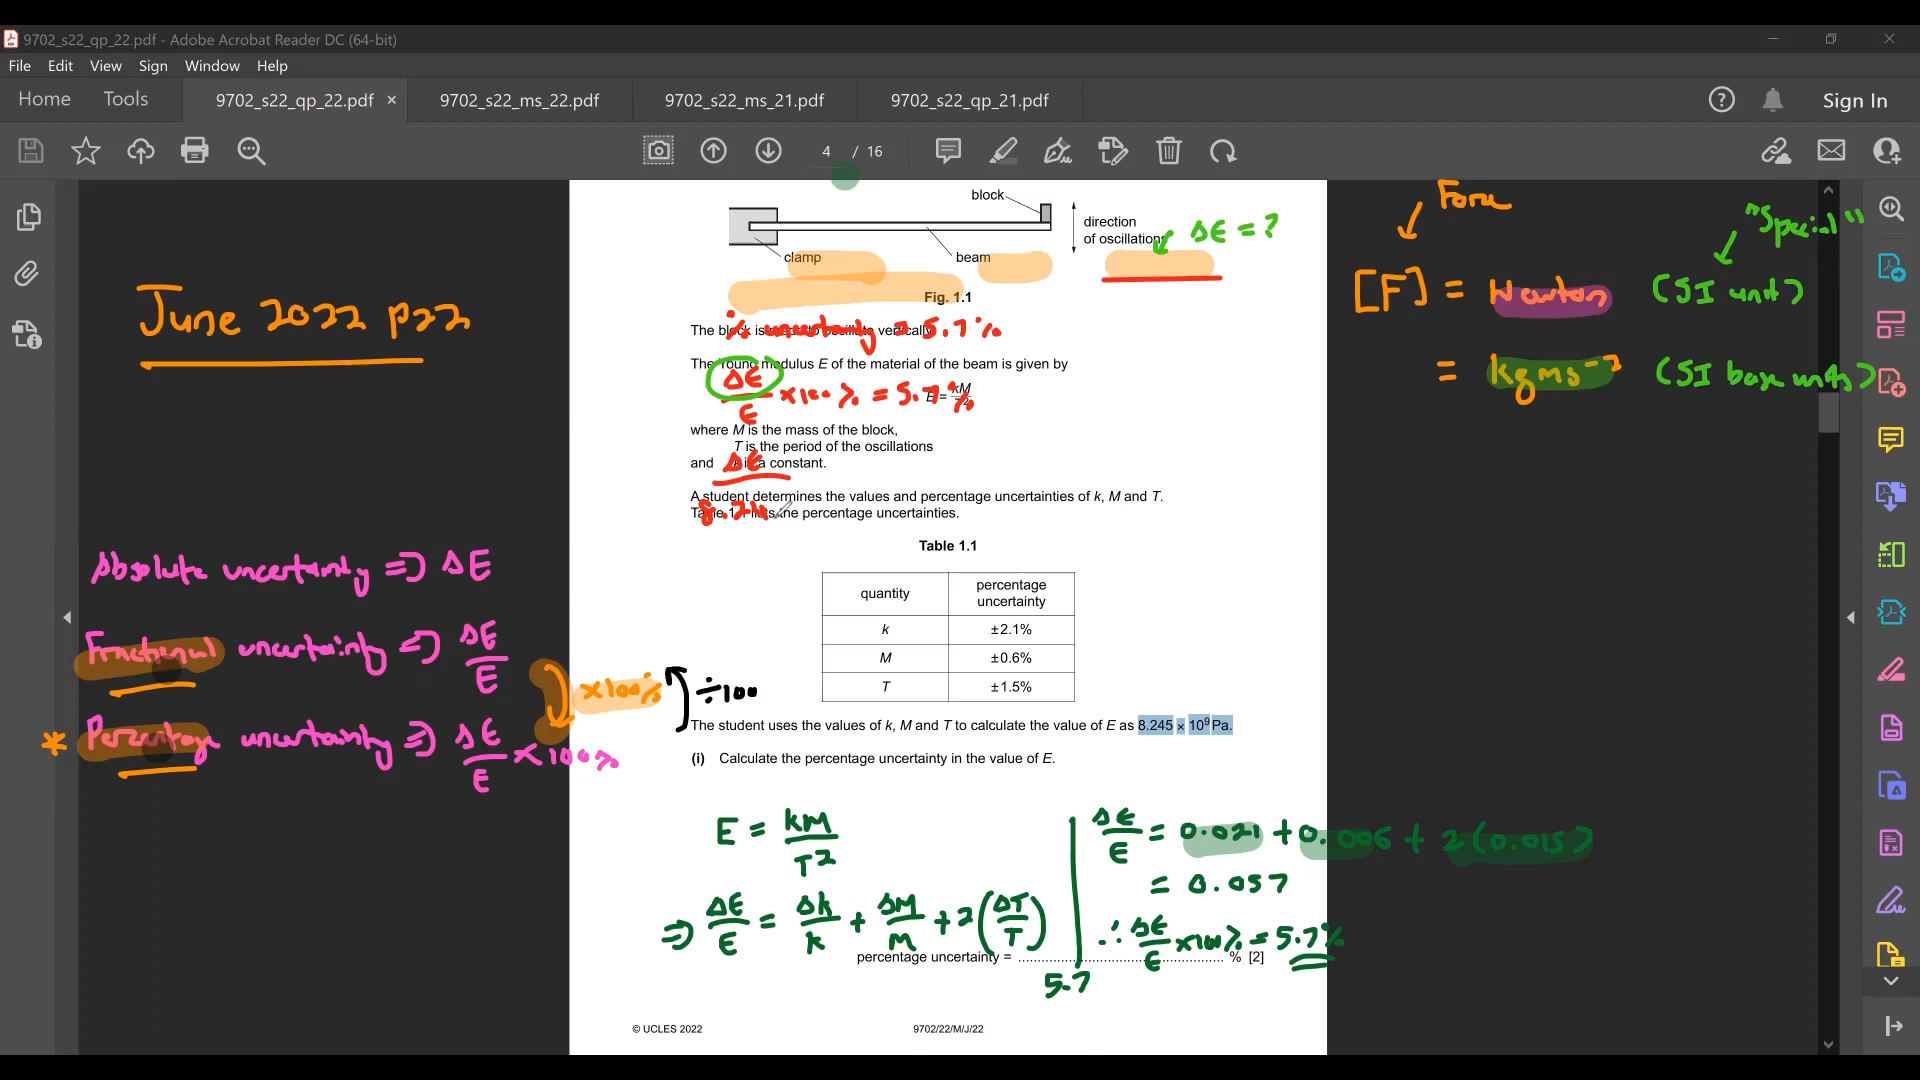 9702_s22_qp_22.pdf - Adobe Acrobat Reader DC (64-bit)
File Edit View Sign Window Help
Home Tools 9702_s22_qp_22.pdf × 9702_s22_ms_22.pdf 9702_s22_ms_21.pdf 9702_s22_qp_21.pdf Sign In
4 / 16
block
direction
of oscillations
clamp
beam
ΔE = ?
Fig. 1.1
June 2022 P22
Force
"Special"
[F] = Newton (SI unit)
= kgms⁻² (SI base units)
The block is made to oscillate vertically.
% uncertainty = 5.7%
The Young modulus E of the material of the beam is given by
E = kM/T²
ΔE/E ×100% = 5.7%
where M is the mass of the block,
T is the period of the oscillations
and k is a constant.
ΔE
8.24
A student determines the values and percentage uncertainties of k, M and T.
Table 1.1 lists the percentage uncertainties.
Table 1.1
quantity percentage uncertainty
k ±2.1%
M ±0.6%
T ±1.5%
Absolute uncertainty => ΔE
Fractional uncertainty => ΔE/E
×100% ÷100
* Percentage uncertainty => ΔE/E × 100%
The student uses the values of k, M and T to calculate the value of E as 8.245 × 10⁹ Pa.
(i) Calculate the percentage uncertainty in the value of E.
E = kM/T²
=> ΔE/E = Δk/k + ΔM/M + 2(ΔT/T)
ΔE/E = 0.021 + 0.006 + 2(0.015)
= 0.057
∴ ΔE/E ×100% = 5.7%
percentage uncertainty = ........................ % [2]
5.7
© UCLES 2022 9702/22/M/J/22